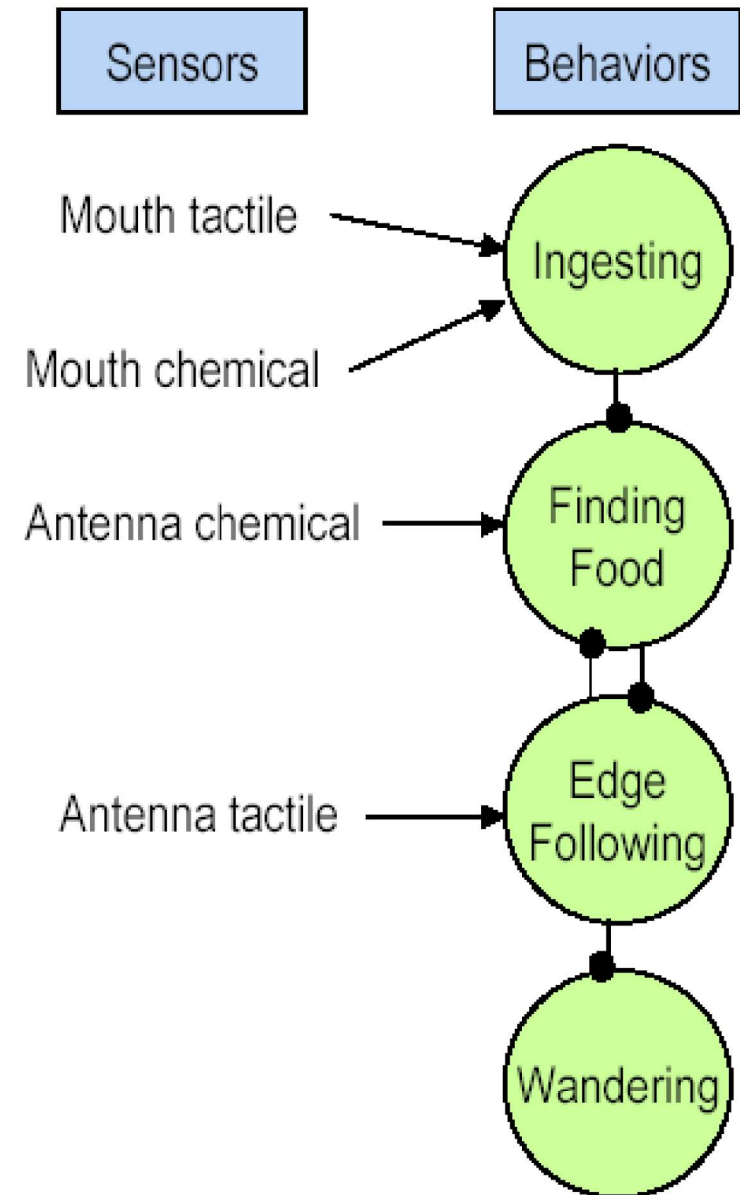 Sensors
Behaviors
Mouth tactile
Ingesting
Mouth chemical
Antenna chemical
Finding
Food
Antenna tactile
Edge
Following
Wandering